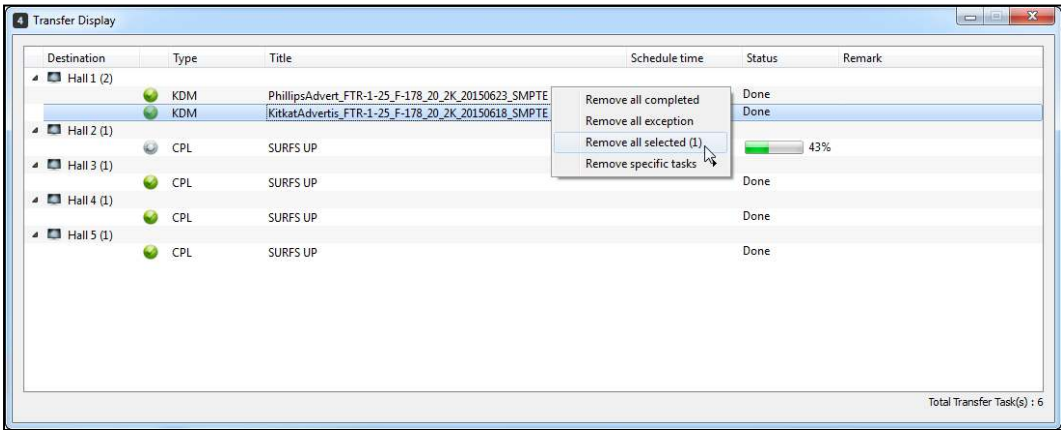 4 Transfer Display
Destination Type Title Schedule time Status Remark
Hall 1 (2)
KDM PhillipsAdvert_FTR-1-25_F-178_20_2K_20150623_SMPTE Done
KDM KitkatAdvertis_FTR-1-25_F-178_20_2K_20150618_SMPTE Done
Remove all completed
Remove all exception
Remove all selected (1)
Remove specific tasks
Hall 2 (1)
CPL SURFS UP 43%
Hall 3 (1)
CPL SURFS UP Done
Hall 4 (1)
CPL SURFS UP Done
Hall 5 (1)
CPL SURFS UP Done
Total Transfer Task(s) : 6